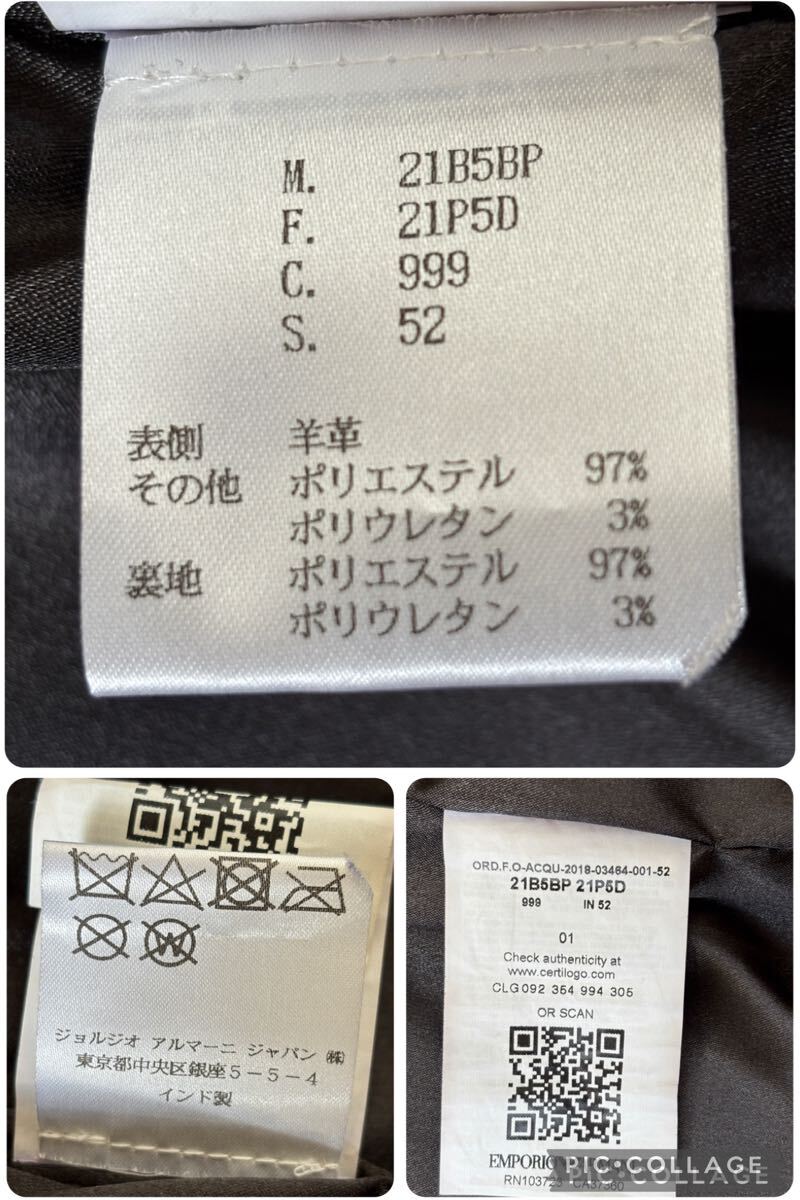 M. 21B5BP
F. 21P5D
C. 999
S. 52
表側 羊革
その他 ポリエステル 97%
ポリウレタン 3%
裏地 ポリエステル 97%
ポリウレタン 3%
W
ジョルジオ アルマーニ ジャパン ㈱
東京都中央区銀座5-5-4
インド製
ORD.F.O-ACQU-2018-03464-001-52
21B5BP 21P5D
999 IN 52
01
Check authenticity at
www.certilogo.com
CLG 092 354 994 305
OR SCAN
EMPORIO
PIC·COLLAGE